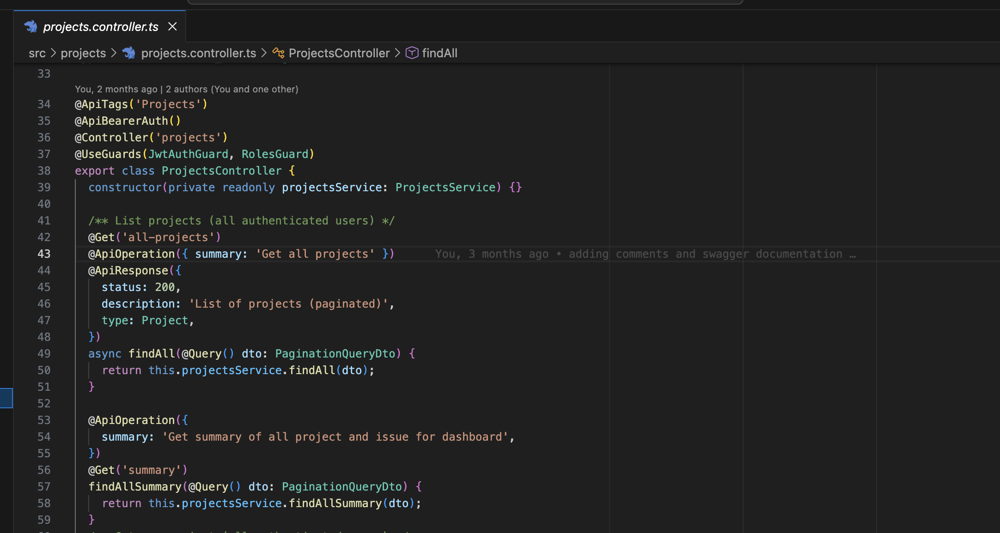 projects.controller.ts
src > projects > projects.controller.ts > ProjectsController > findAll
33
You, 2 months ago | 2 authors (You and one other)
34 @ApiTags('Projects')
35 @ApiBearerAuth()
36 @Controller('projects')
37 @UseGuards(JwtAuthGuard, RolesGuard)
38 export class ProjectsController {
39   constructor(private readonly projectsService: ProjectsService) {}
40
41   /** List projects (all authenticated users) */
42   @Get('all-projects')
43   @ApiOperation({ summary: 'Get all projects' })      You, 3 months ago • adding comments and swagger documentation …
44   @ApiResponse({
45     status: 200,
46     description: 'List of projects (paginated)',
47     type: Project,
48   })
49   async findAll(@Query() dto: PaginationQueryDto) {
50     return this.projectsService.findAll(dto);
51   }
52
53   @ApiOperation({
54     summary: 'Get summary of all project and issue for dashboard',
55   })
56   @Get('summary')
57   findAllSummary(@Query() dto: PaginationQueryDto) {
58     return this.projectsService.findAllSummary(dto);
59   }